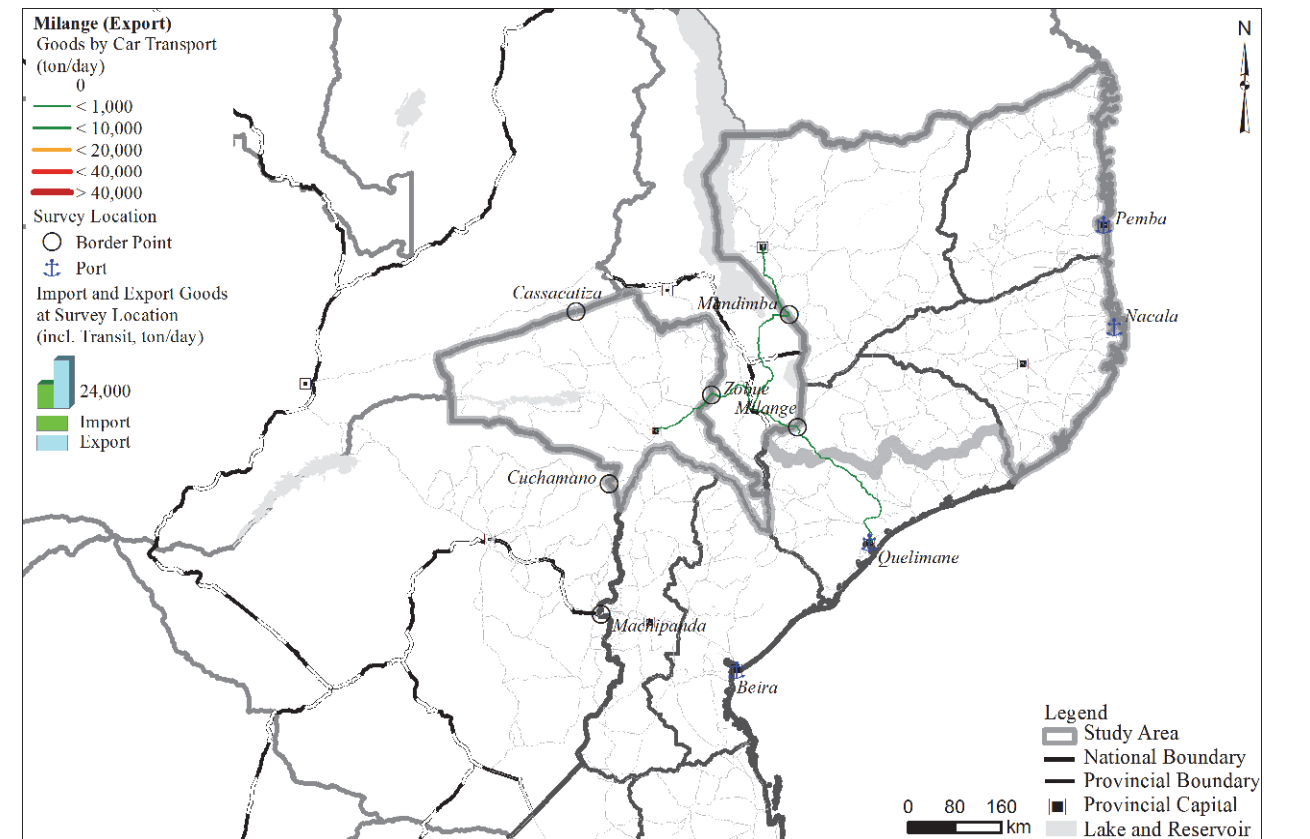 Milange (Export)
Goods by Car Transport
(ton/day)
0
< 1,000
< 10,000
< 20,000
< 40,000
> 40,000
Survey Location
Border Point
Port
Import and Export Goods
at Survey Location
(incl. Transit, ton/day)
24,000
Import
Export
N
Pemba
Cassacatiza
Mandimba
Nacala
Zobue
Milange
Cuchamano
Quelimane
Machipanda
Beira
Legend
Study Area
National Boundary
Provincial Boundary
Provincial Capital
Lake and Reservoir
0 80 160
km